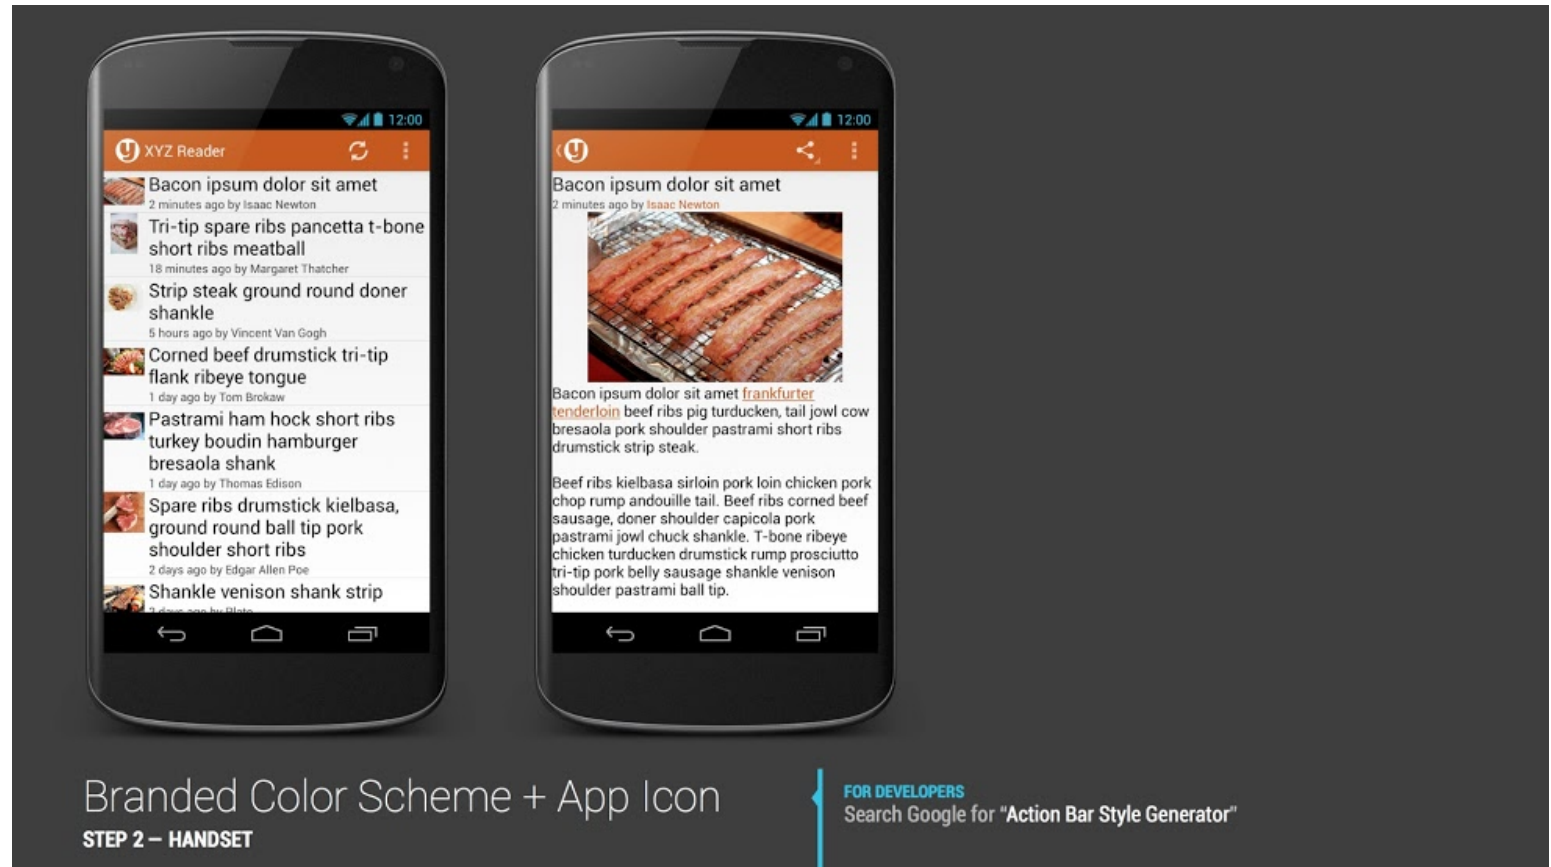 12:00
XYZ Reader
Bacon ipsum dolor sit amet
2 minutes ago by Isaac Newton
Tri-tip spare ribs pancetta t-bone
short ribs meatball
18 minutes ago by Margaret Thatcher
Strip steak ground round doner
shankle
5 hours ago by Vincent Van Gogh
Corned beef drumstick tri-tip
flank ribeye tongue
1 day ago by Tom Brokaw
Pastrami ham hock short ribs
turkey boudin hamburger
bresaola shank
1 day ago by Thomas Edison
Spare ribs drumstick kielbasa,
ground round ball tip pork
shoulder short ribs
2 days ago by Edgar Allen Poe
Shankle venison shank strip
2 days ago by Plato
12:00
Bacon ipsum dolor sit amet
2 minutes ago by Isaac Newton
Bacon ipsum dolor sit amet frankfurter
tenderloin beef ribs pig turducken, tail jowl cow
bresaola pork shoulder pastrami short ribs
drumstick strip steak.
Beef ribs kielbasa sirloin pork loin chicken pork
chop rump andouille tail. Beef ribs corned beef
sausage, doner shoulder capicola pork
pastrami jowl chuck shankle. T-bone ribeye
chicken turducken drumstick rump prosciutto
tri-tip pork belly sausage shankle venison
shoulder pastrami ball tip.
Branded Color Scheme + App Icon
STEP 2 – HANDSET
FOR DEVELOPERS
Search Google for “Action Bar Style Generator”